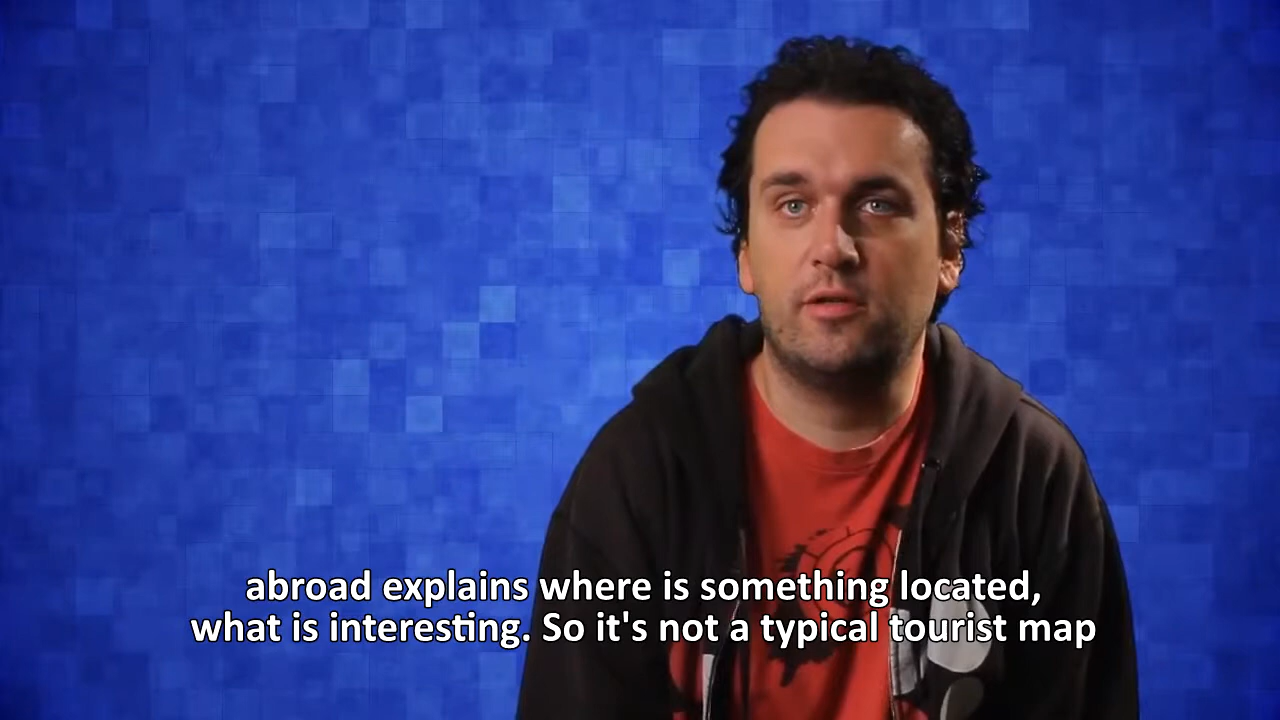 abroad explains where is something located,
what is interesting. So it's not a typical tourist map